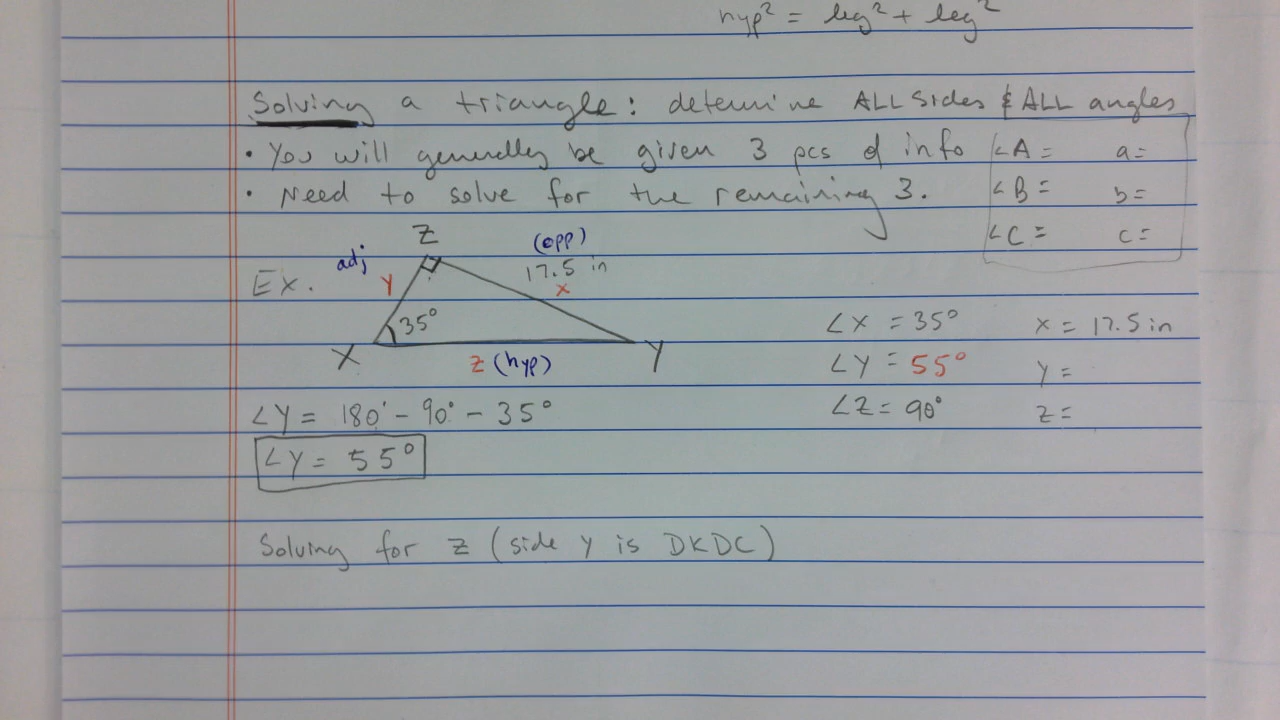 hyp² = leg² + leg²
Solving a triangle: determine ALL sides & ALL angles
• You will generally be given 3 pcs of info
• Need to solve for the remaining 3.
∠A = a =
∠B = b =
∠C = c =
Ex.
Z
adj
y
(opp)
17.5 in
x
35°
X
z (hyp)
Y
∠X = 35° x = 17.5 in
∠Y = 55° y =
∠Z = 90° z =
∠Y = 180° - 90° - 35°
∠Y = 55°
Solving for z (side y is DKDC)